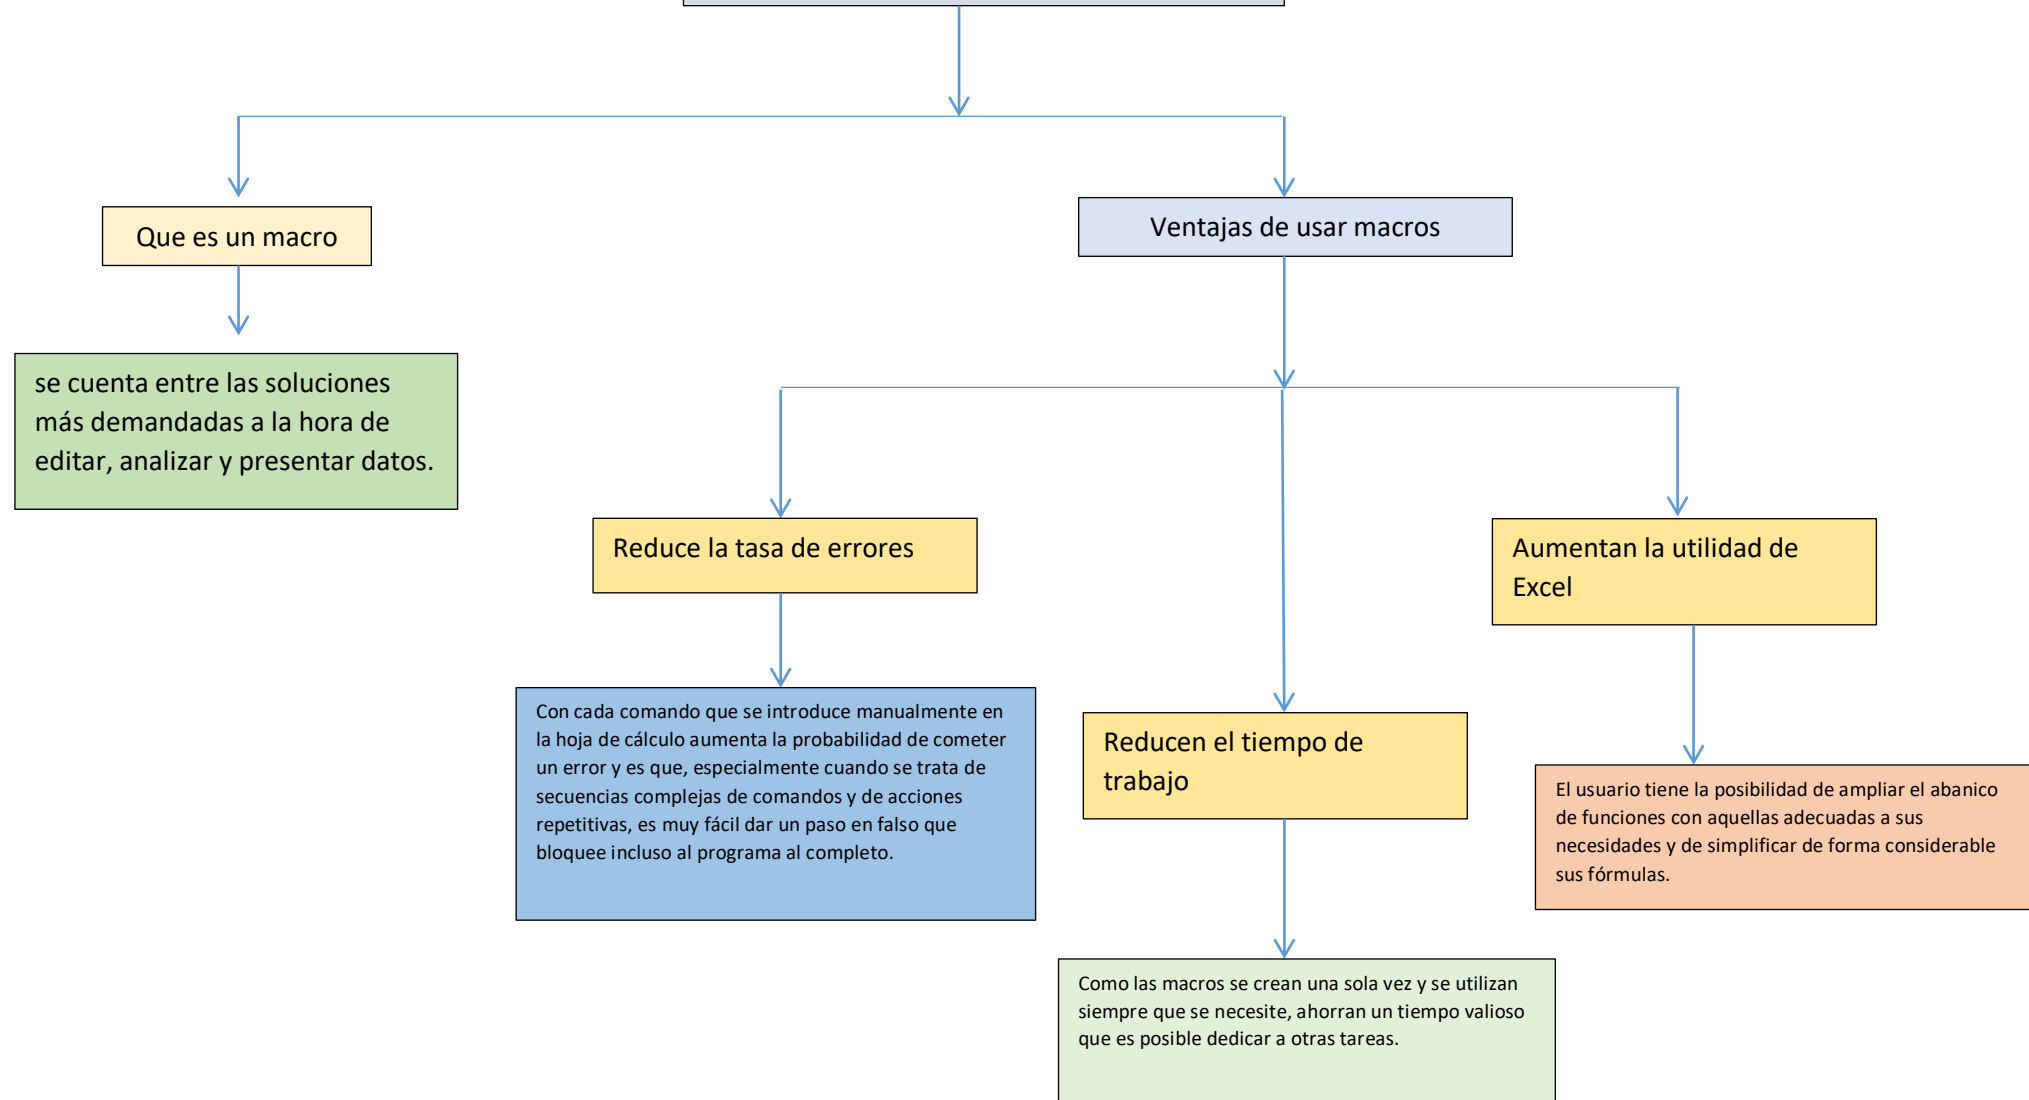 Que es un macro
Ventajas de usar macros
se cuenta entre las soluciones
más demandadas a la hora de
editar, analizar y presentar datos.
Reduce la tasa de errores
Aumentan la utilidad de
Excel
Con cada comando que se introduce manualmente en
la hoja de cálculo aumenta la probabilidad de cometer
un error y es que, especialmente cuando se trata de
secuencias complejas de comandos y de acciones
repetitivas, es muy fácil dar un paso en falso que
bloquee incluso al programa al completo.
Reducen el tiempo de
trabajo
El usuario tiene la posibilidad de ampliar el abanico
de funciones con aquellas adecuadas a sus
necesidades y de simplificar de forma considerable
sus fórmulas.
Como las macros se crean una sola vez y se utilizan
siempre que se necesite, ahorran un tiempo valioso
que es posible dedicar a otras tareas.